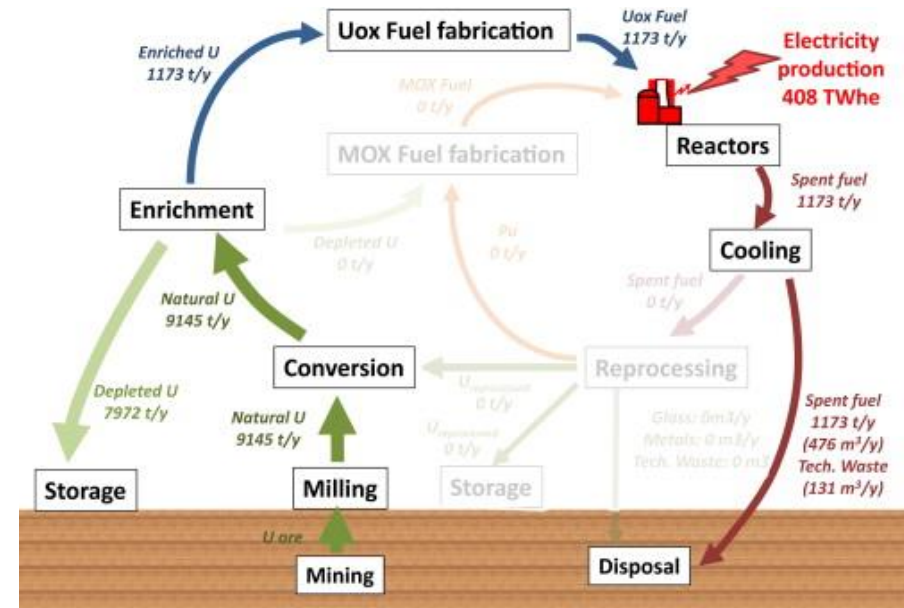 Uox Fuel fabrication
Enriched U
1173 t/y
Uox Fuel
1173 t/y
Electricity
production
408 TWhe
MOX Fuel
0 t/y
MOX Fuel fabrication
Reactors
Spent fuel
1173 t/y
Enrichment
Depleted U
0 t/y
Pu
0 t/y
Cooling
Natural U
9145 t/y
Spent fuel
0 t/y
Conversion
Reprocessing
Depleted U
7972 t/y
Natural U
9145 t/y
U reprocessed
0 t/y
U reprocessed
0 t/y
Glass: 0m3/y
Metals: 0 m3/y
Tech. Waste: 0 m3
Spent fuel
1173 t/y
(476 m³/y)
Tech. Waste
(131 m³/y)
Storage
Milling
Storage
U ore
Mining
Disposal